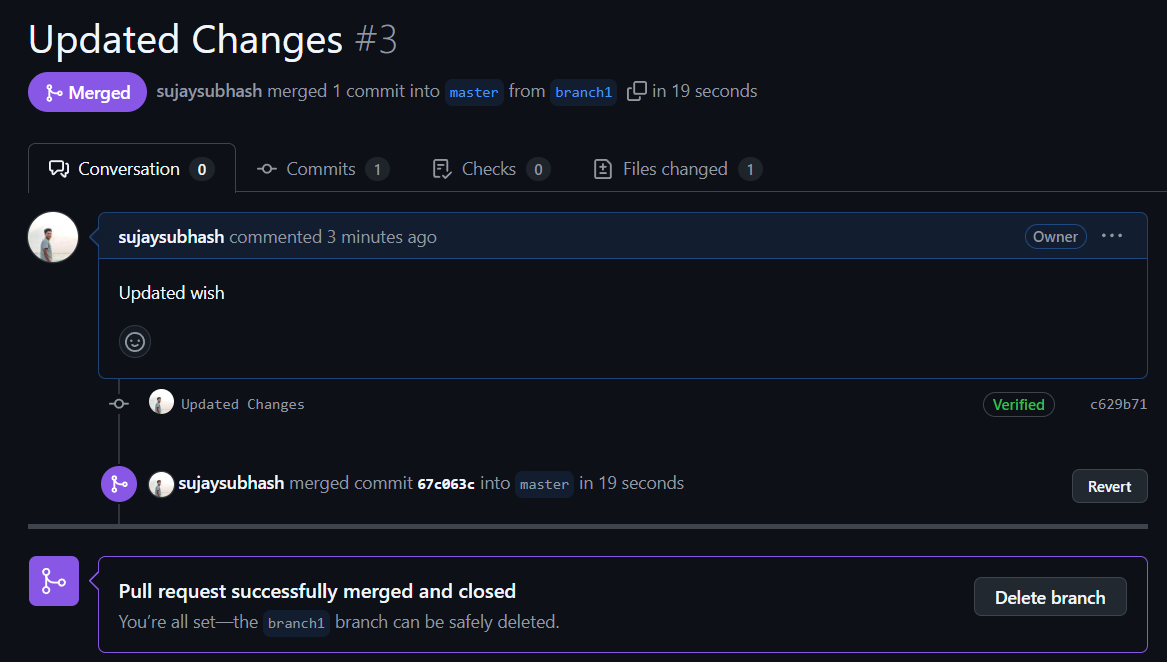 Updated Changes #3
Merged sujaysubhash merged 1 commit into master from branch1 in 19 seconds
Conversation 0 Commits 1 Checks 0 Files changed 1
sujaysubhash commented 3 minutes ago Owner ...
Updated wish
Updated Changes Verified c629b71
sujaysubhash merged commit 67c063c into master in 19 seconds Revert
Pull request successfully merged and closed
You’re all set—the branch1 branch can be safely deleted.
Delete branch